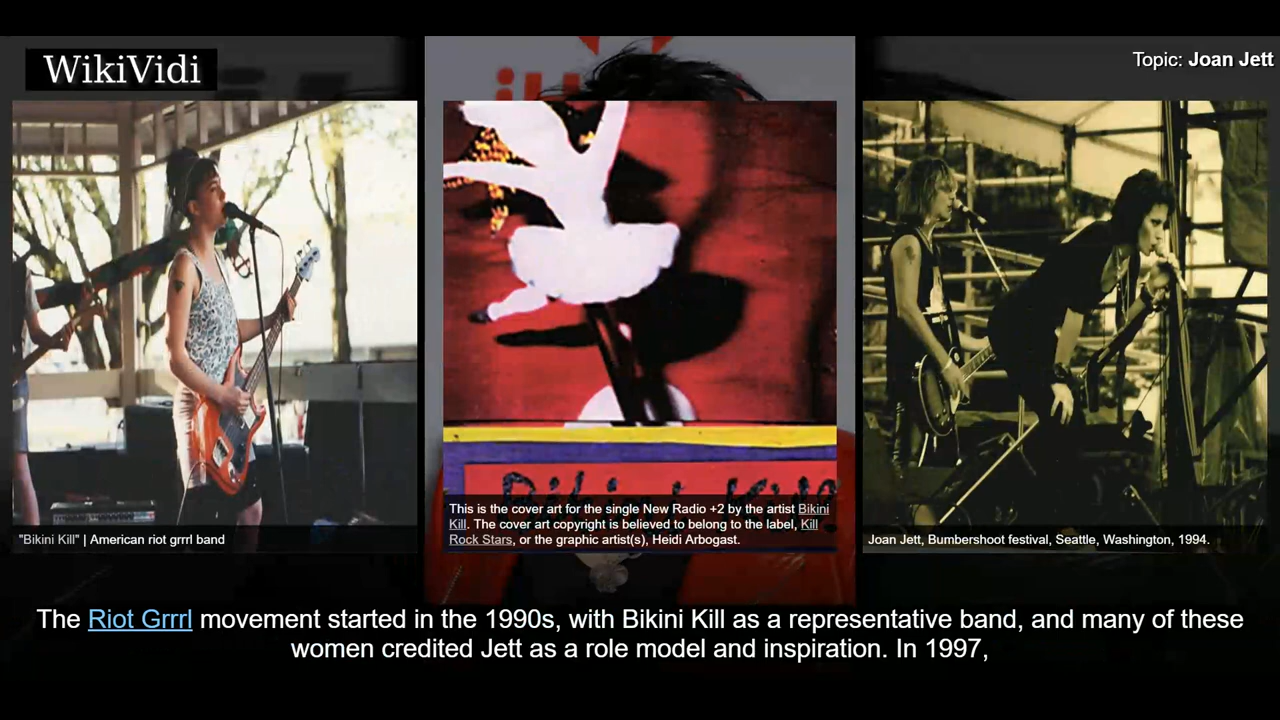 WikiVidi
Topic: Joan Jett
"Bikini Kill" | American riot grrrl band
Bikini Kill
This is the cover art for the single New Radio +2 by the artist Bikini
Kill. The cover art copyright is believed to belong to the label, Kill
Rock Stars, or the graphic artist(s), Heidi Arbogast.
Joan Jett, Bumbershoot festival, Seattle, Washington, 1994.
The Riot Grrrl movement started in the 1990s, with Bikini Kill as a representative band, and many of these
women credited Jett as a role model and inspiration. In 1997,